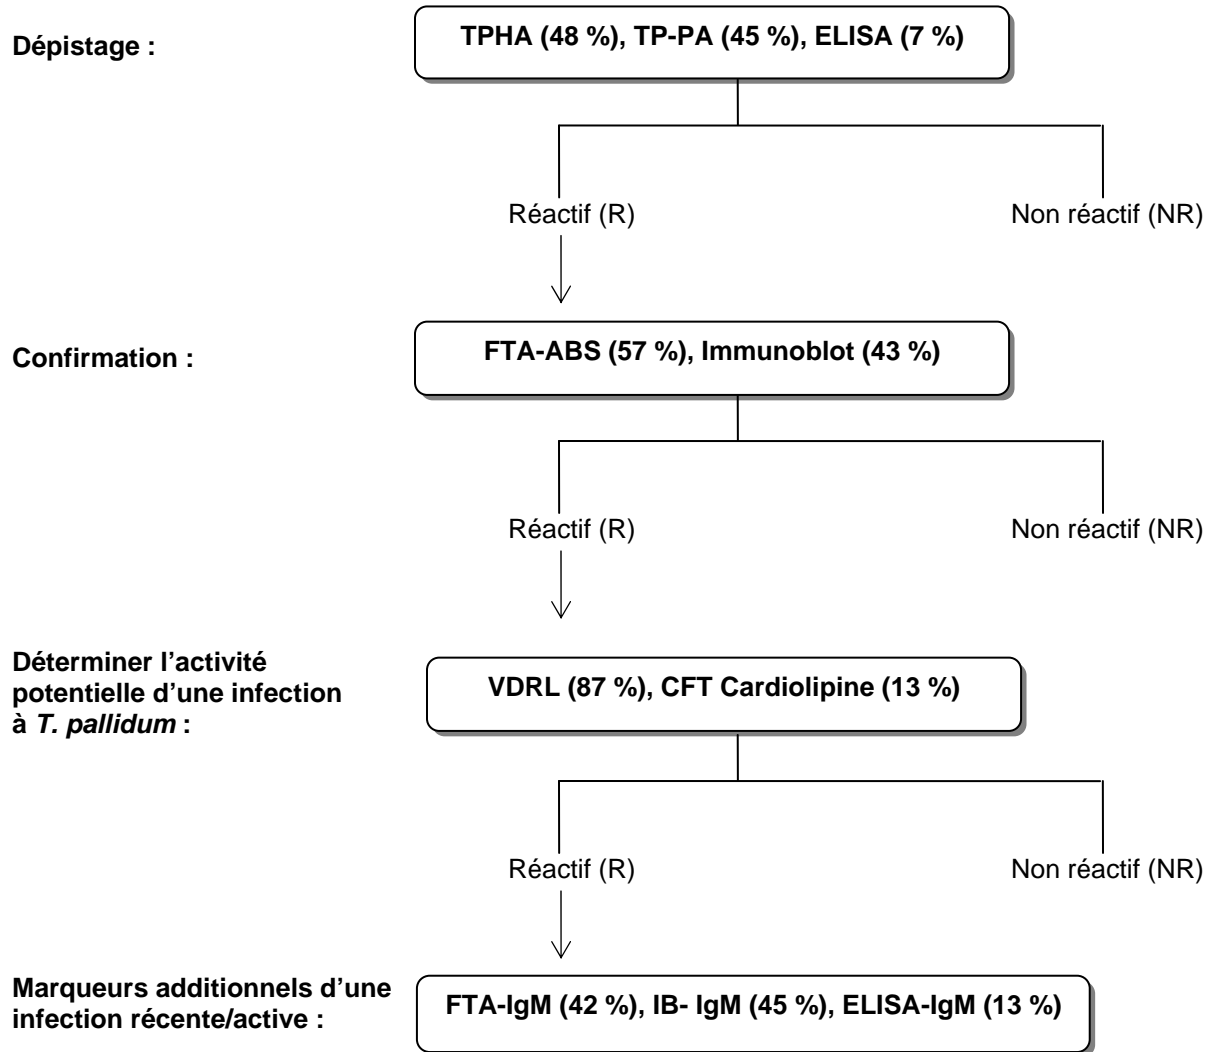 Dépistage :
TPHA (48 %), TP-PA (45 %), ELISA (7 %)
Réactif (R)
Non réactif (NR)
Confirmation :
FTA-ABS (57 %), Immunoblot (43 %)
Réactif (R)
Non réactif (NR)
Déterminer l'activité
potentielle d'une infection
à T. pallidum :
VDRL (87 %), CFT Cardiolipine (13 %)
Réactif (R)
Non réactif (NR)
Marqueurs additionnels d'une
infection récente/active :
FTA-IgM (42 %), IB- IgM (45 %), ELISA-IgM (13 %)